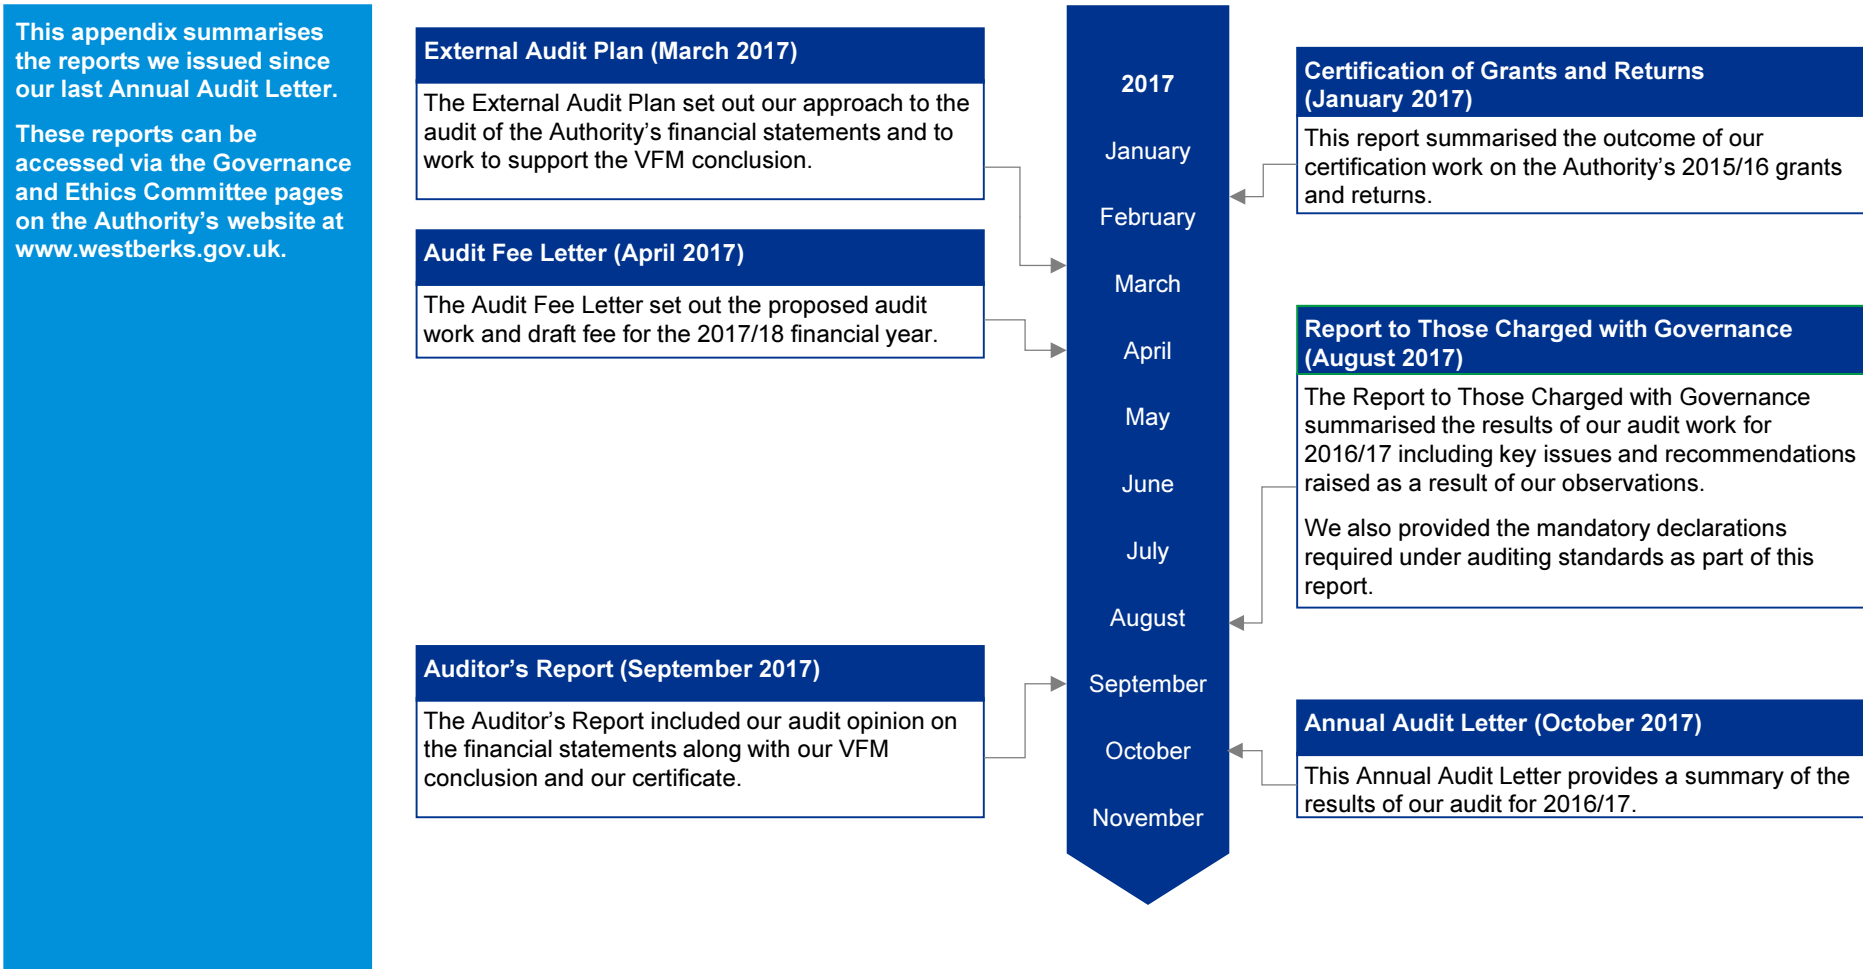 This appendix summarises
the reports we issued since
our last Annual Audit Letter.
These reports can be
accessed via the Governance
and Ethics Committee pages
on the Authority’s website at
www.westberks.gov.uk.
External Audit Plan (March 2017)
The External Audit Plan set out our approach to the
audit of the Authority’s financial statements and to
work to support the VFM conclusion.
Audit Fee Letter (April 2017)
The Audit Fee Letter set out the proposed audit
work and draft fee for the 2017/18 financial year.
Auditor’s Report (September 2017)
The Auditor’s Report included our audit opinion on
the financial statements along with our VFM
conclusion and our certificate.
2017
January
February
March
April
May
June
July
August
September
October
November
Certification of Grants and Returns
(January 2017)
This report summarised the outcome of our
certification work on the Authority’s 2015/16 grants
and returns.
Report to Those Charged with Governance
(August 2017)
The Report to Those Charged with Governance
summarised the results of our audit work for
2016/17 including key issues and recommendations
raised as a result of our observations.
We also provided the mandatory declarations
required under auditing standards as part of this
report.
Annual Audit Letter (October 2017)
This Annual Audit Letter provides a summary of the
results of our audit for 2016/17.